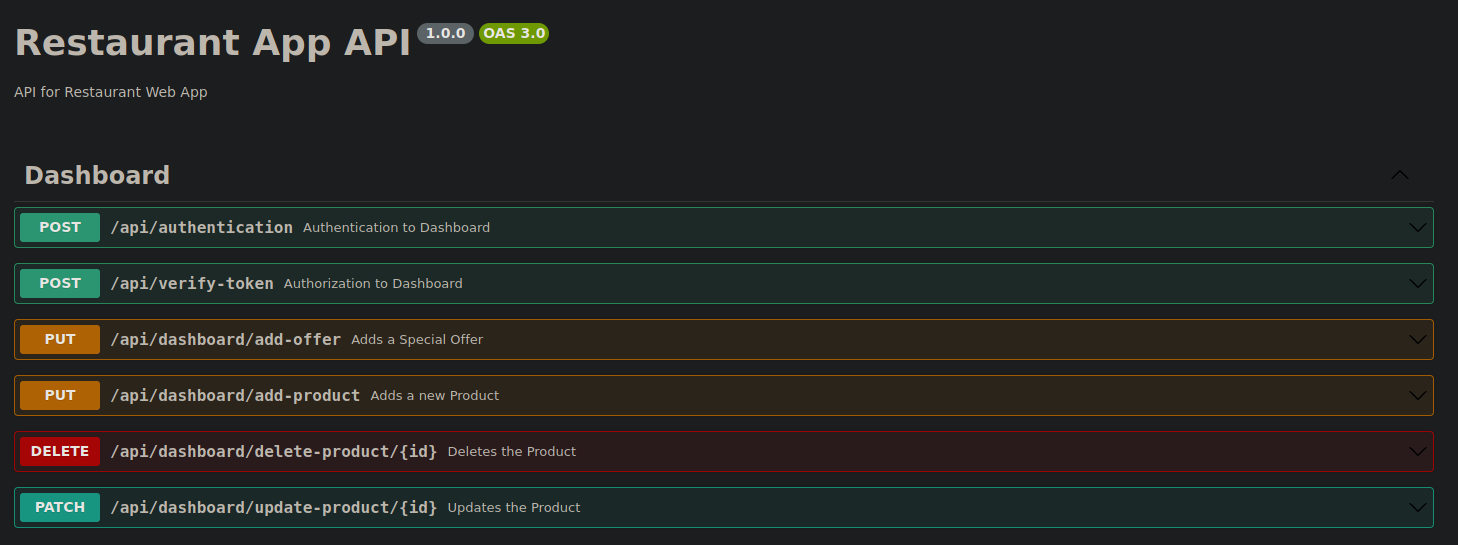 Restaurant App API 1.0.0 OAS 3.0
API for Restaurant Web App
Dashboard
POST /api/authentication Authentication to Dashboard
POST /api/verify-token Authorization to Dashboard
PUT /api/dashboard/add-offer Adds a Special Offer
PUT /api/dashboard/add-product Adds a new Product
DELETE /api/dashboard/delete-product/{id} Deletes the Product
PATCH /api/dashboard/update-product/{id} Updates the Product